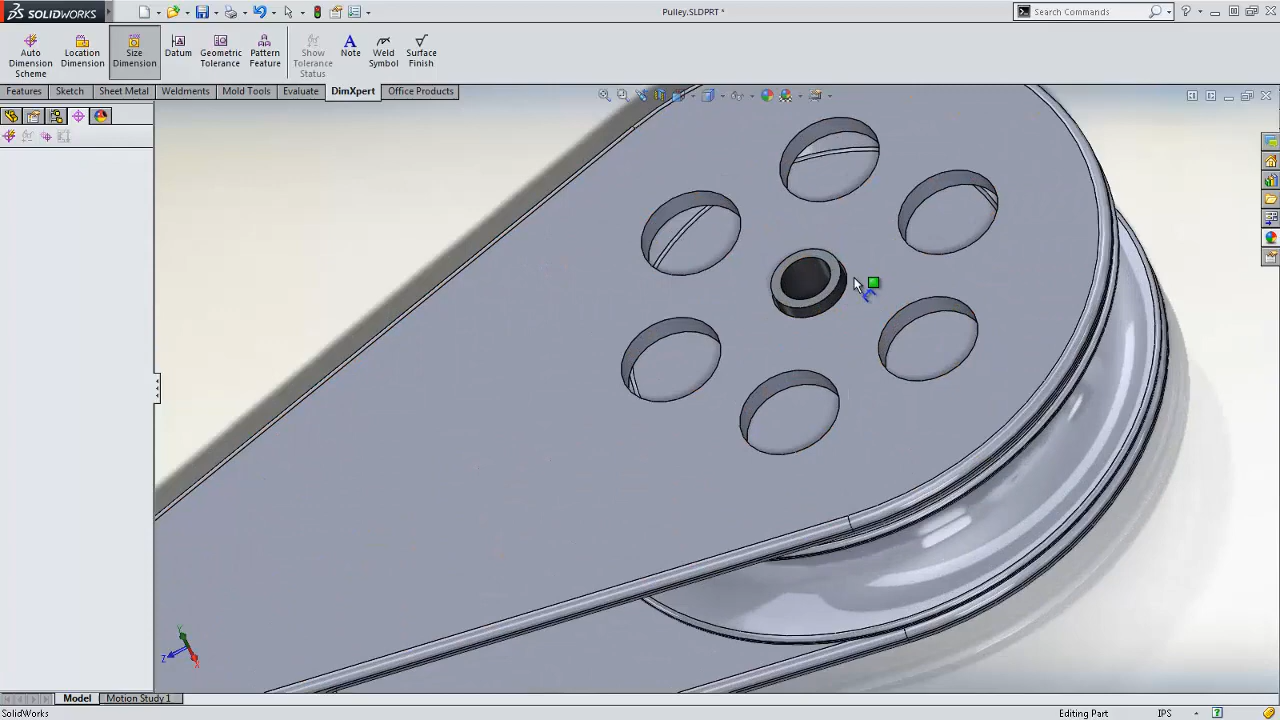 SOLIDWORKS
Pulley.SLDPRT *
Search Commands
Auto Dimension Scheme
Location Dimension
Size Dimension
Datum
Geometric Tolerance
Pattern Feature
Show Tolerance Status
Note
Weld Symbol
Surface Finish
Features
Sketch
Sheet Metal
Weldments
Mold Tools
Evaluate
DimXpert
Office Products
Y
Z
X
Model
Motion Study 1
SolidWorks
Editing Part
IPS